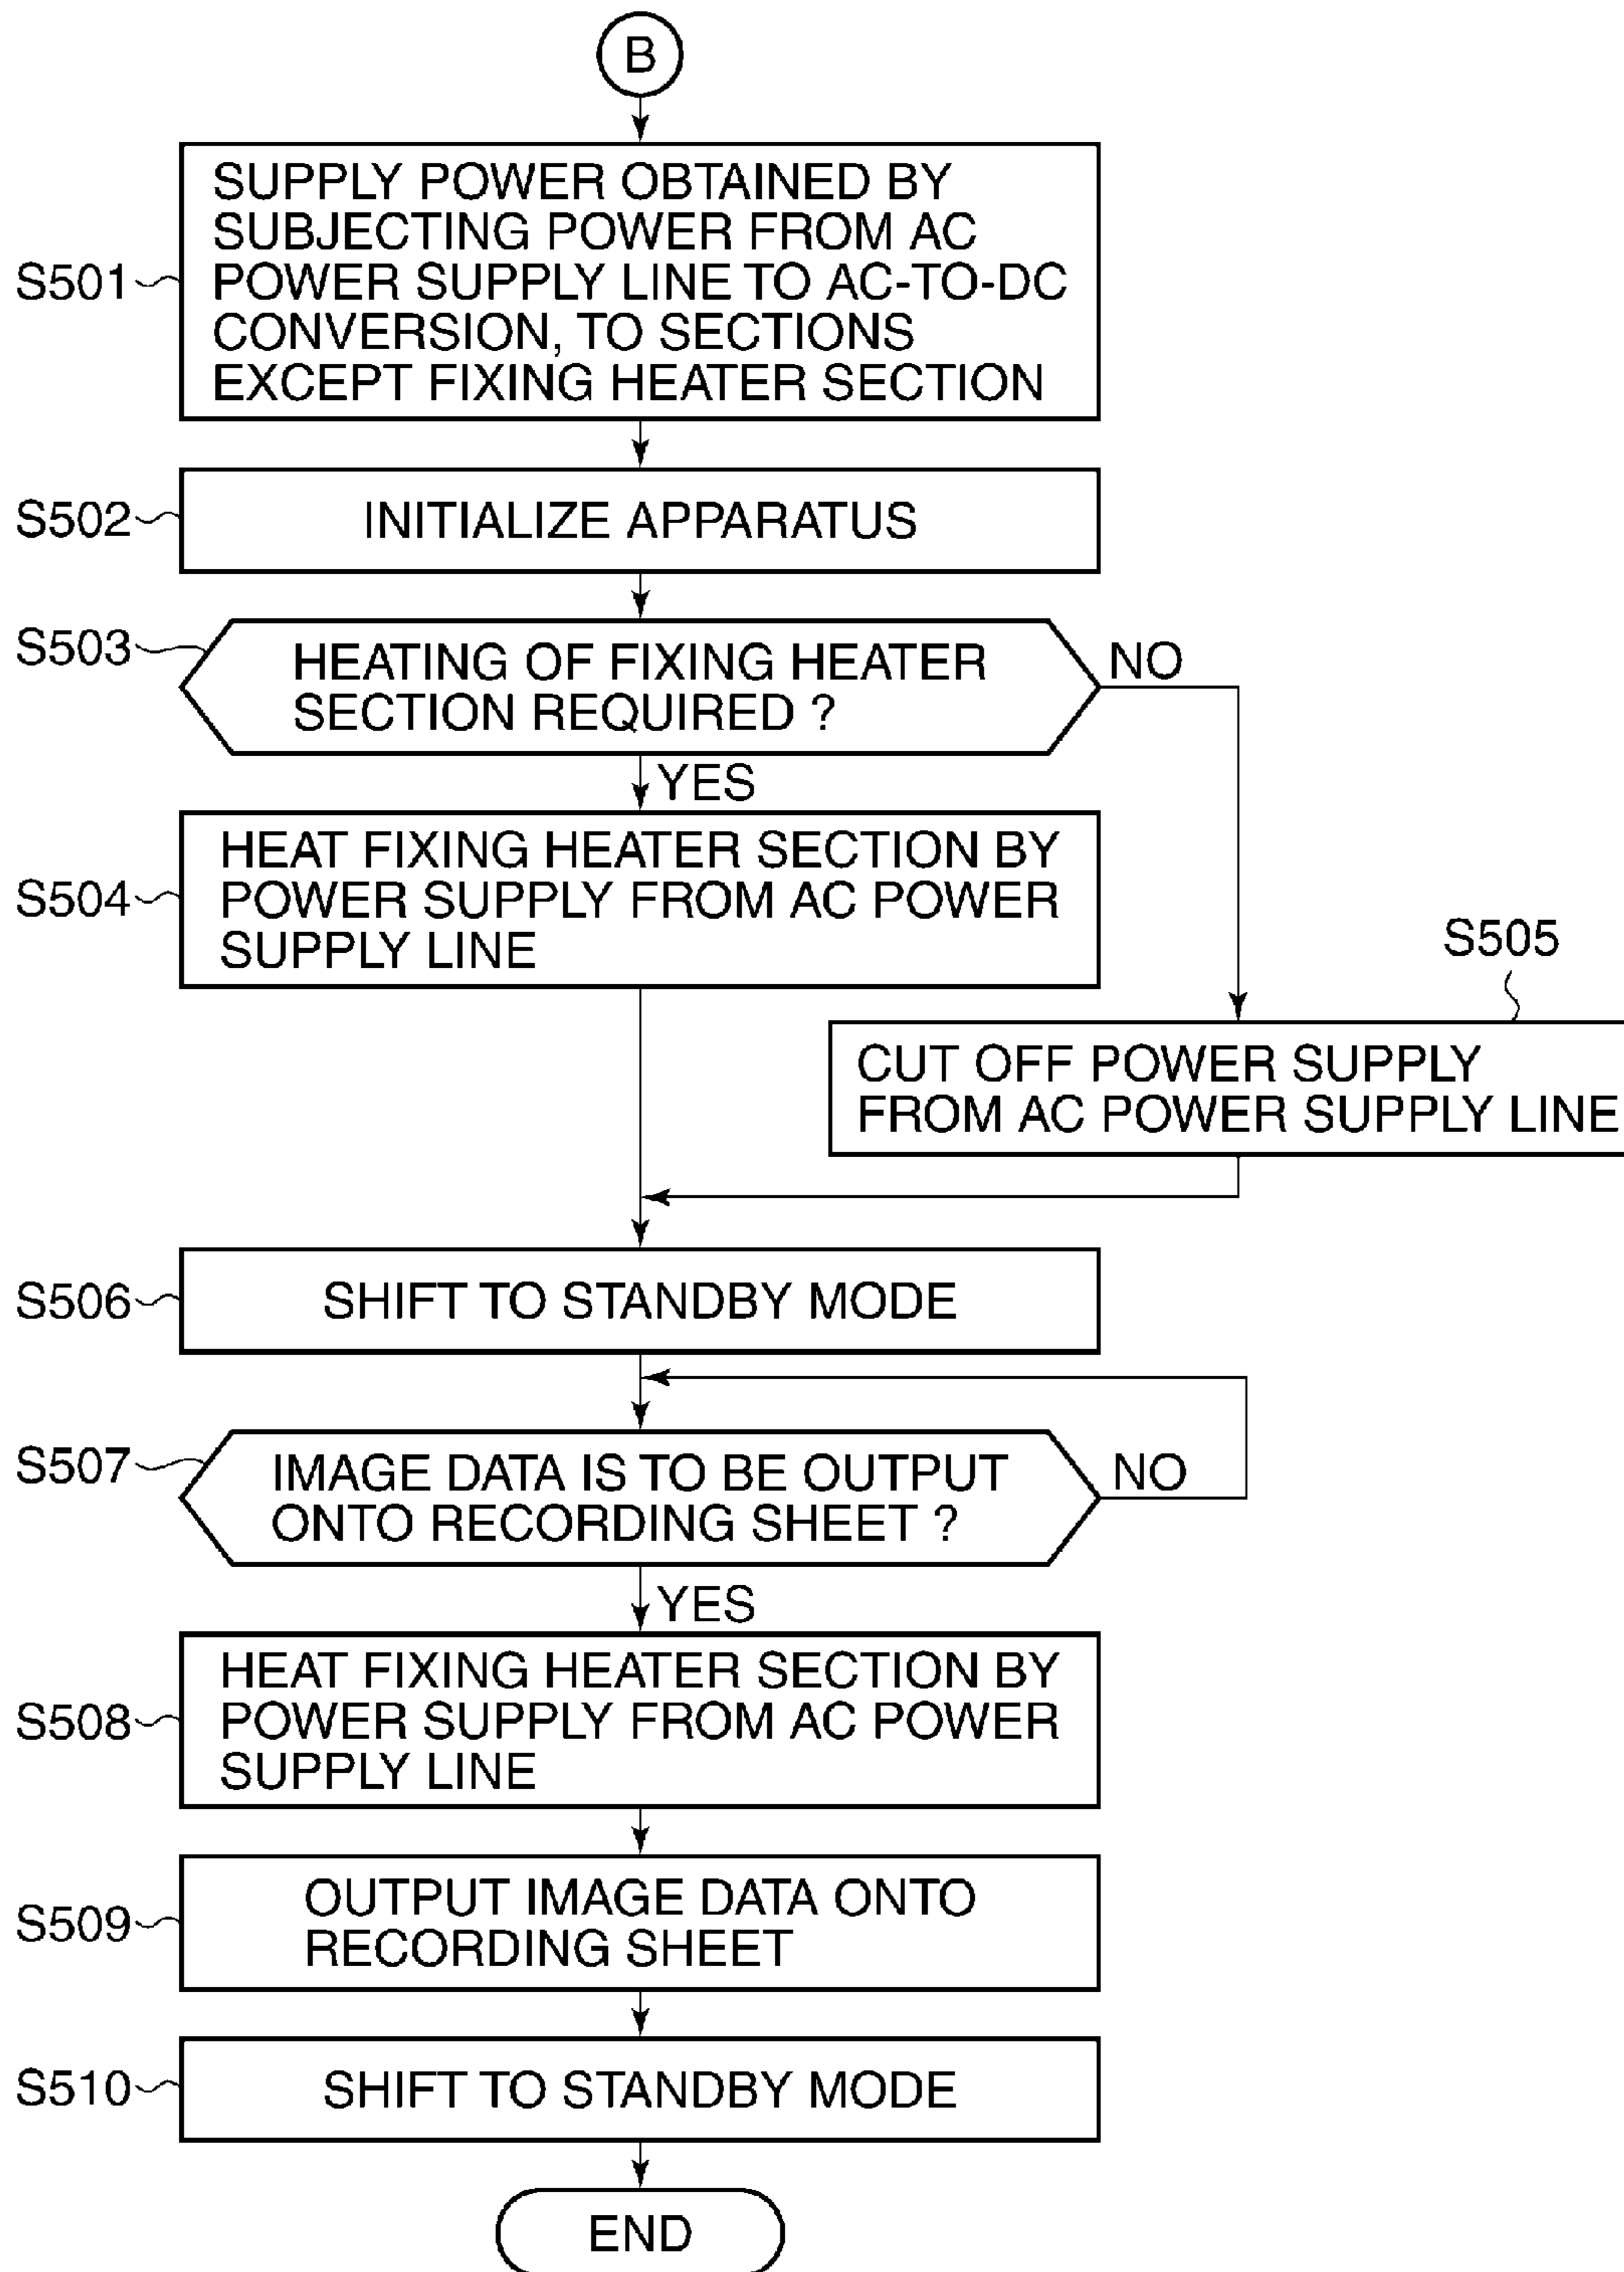 B
S501
SUPPLY POWER OBTAINED BY
SUBJECTING POWER FROM AC
POWER SUPPLY LINE TO AC-TO-DC
CONVERSION, TO SECTIONS
EXCEPT FIXING HEATER SECTION
S502
INITIALIZE APPARATUS
S503
HEATING OF FIXING HEATER
SECTION REQUIRED ?
NO
YES
S504
HEAT FIXING HEATER SECTION BY
POWER SUPPLY FROM AC POWER
SUPPLY LINE
S505
CUT OFF POWER SUPPLY
FROM AC POWER SUPPLY LINE
S506
SHIFT TO STANDBY MODE
S507
IMAGE DATA IS TO BE OUTPUT
ONTO RECORDING SHEET ?
NO
YES
S508
HEAT FIXING HEATER SECTION BY
POWER SUPPLY FROM AC POWER
SUPPLY LINE
S509
OUTPUT IMAGE DATA ONTO
RECORDING SHEET
S510
SHIFT TO STANDBY MODE
END